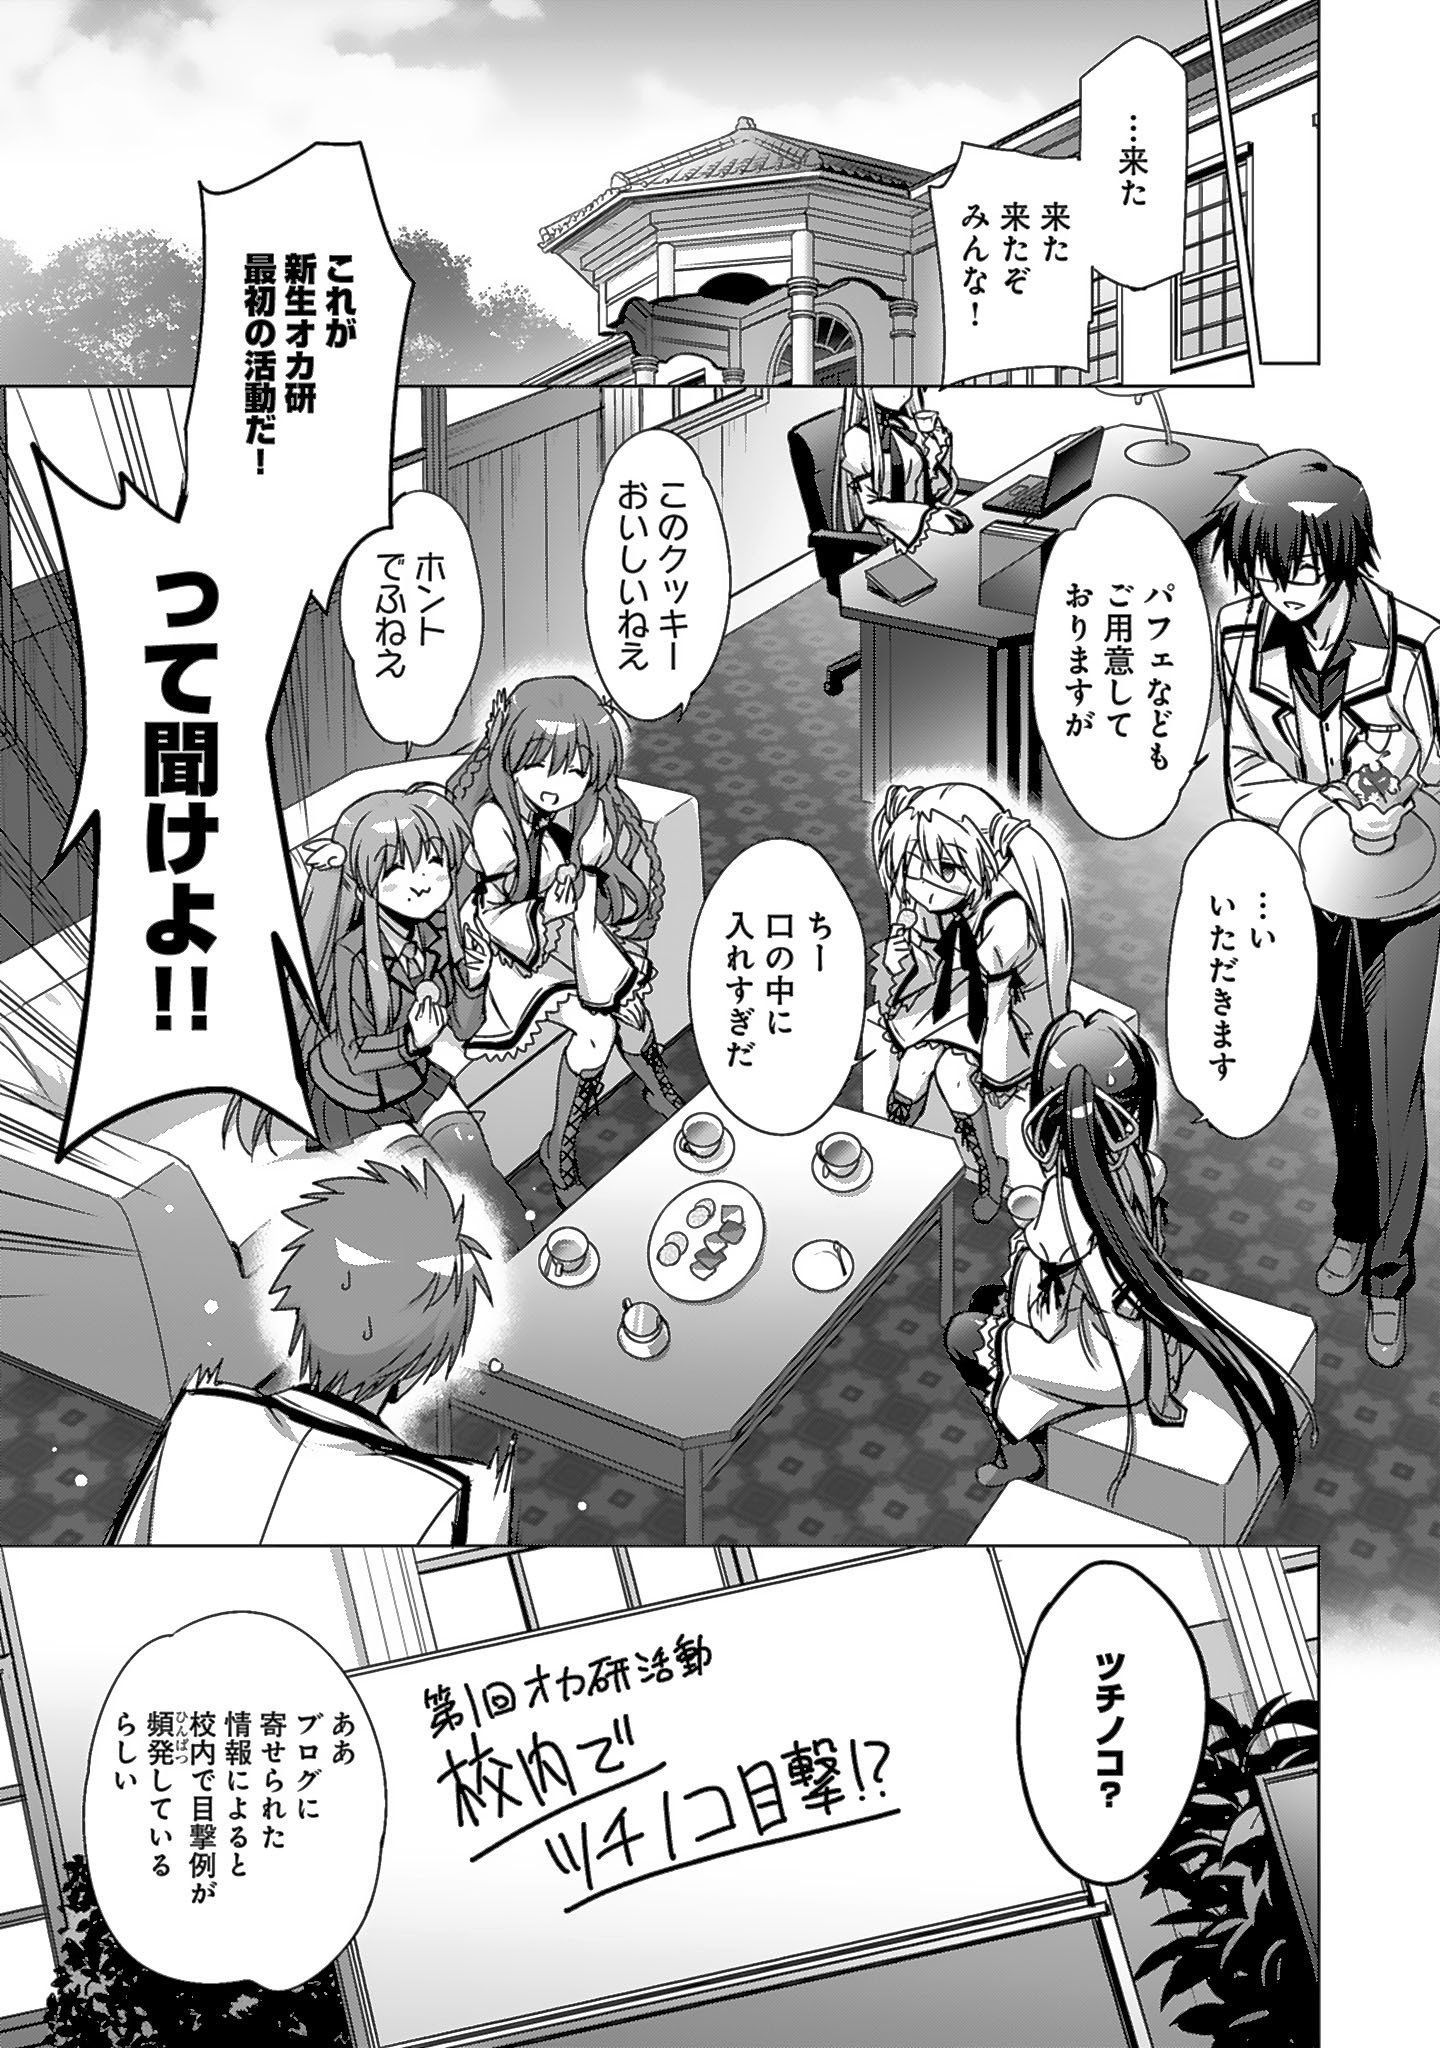 …来た
来た
来たぞ
みんな！
これが
新生オカ研
最初の活動だ！
って聞けよ!!
パフェなども
ご用意して
おりますが
…い
いただきます
このクッキー
おいしいねえ
ホント
でふねえ
ちー
口の中に
入れすぎだ
ツチノコ？
第1回オカ研活動
校内で
ツチノコ目撃!?
ああ
ブログに
寄せられた
情報によると
校内で目撃例が
頻発している
ひんぱつ
らしい